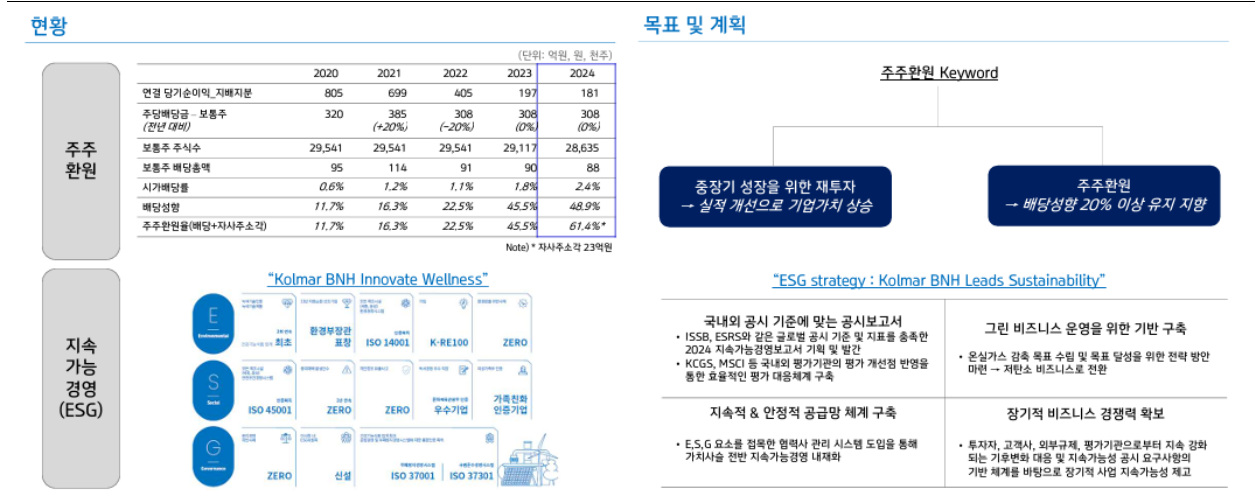 현황
(단위: 억원, 원, 천주)
2020 2021 2022 2023 2024
연결 당기순이익_지배지분 805 699 405 197 181
주당배당금 – 보통주 320 385 308 308 308
(전년 대비) (+20%) (-20%) (0%) (0%)
보통주 주식수 29,541 29,541 29,541 29,117 28,635
보통주 배당총액 95 114 91 90 88
시가배당률 0.6% 1.2% 1.1% 1.8% 2.4%
배당성향 11.7% 16.3% 22.5% 45.5% 48.9%
주주환원율(배당+자사주소각) 11.7% 16.3% 22.5% 45.5% 61.4%*
Note) * 자사주소각 23억원
주주
환원
지속
가능
경영
(ESG)
“Kolmar BNH Innovate Wellness”
E
Environmental
최초
환경부장관
표창
ISO 14001
K-RE100
ZERO
S
Social
ISO 45001
ZERO
ZERO
우수기업
가족친화
인증기업
G
Governance
ZERO
신설
ISO 37001
ISO 37301
목표 및 계획
주주환원 Keyword
중장기 성장을 위한 재투자
→ 실적 개선으로 기업가치 상승
주주환원
→ 배당성향 20% 이상 유지 지향
“ESG strategy : Kolmar BNH Leads Sustainability”
국내외 공시 기준에 맞는 공시보고서
• ISSB, ESRS와 같은 글로벌 공시 기준 및 지표를 충족한
2024 지속가능경영보고서 기획 및 발간
• KCGS, MSCI 등 국내외 평가기관의 평가 개선점 반영을
통한 효율적인 평가 대응체계 구축
그린 비즈니스 운영을 위한 기반 구축
• 온실가스 감축 목표 수립 및 목표 달성을 위한 전략 방안
마련 → 저탄소 비즈니스로 전환
지속적 & 안정적 공급망 체계 구축
• E,S,G 요소를 접목한 협력사 관리 시스템 도입을 통해
가치사슬 전반 지속가능경영 내재화
장기적 비즈니스 경쟁력 확보
• 투자자, 고객사, 외부규제, 평가기관으로부터 지속 강화
되는 기후변화 대응 및 지속가능성 공시 요구사항의
기반 체계를 바탕으로 장기적 사업 지속가능성 제고